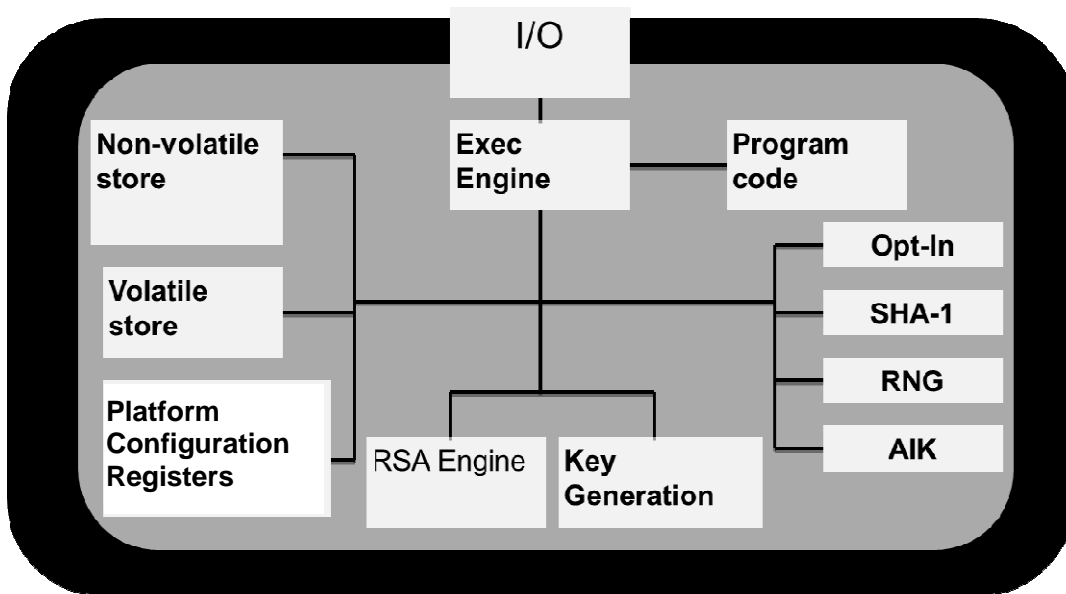 I/O
Non-volatile
store
Exec
Engine
Program
code
Opt-In
Volatile
store
SHA-1
RNG
Platform
Configuration
Registers
RSA Engine
Key
Generation
AIK